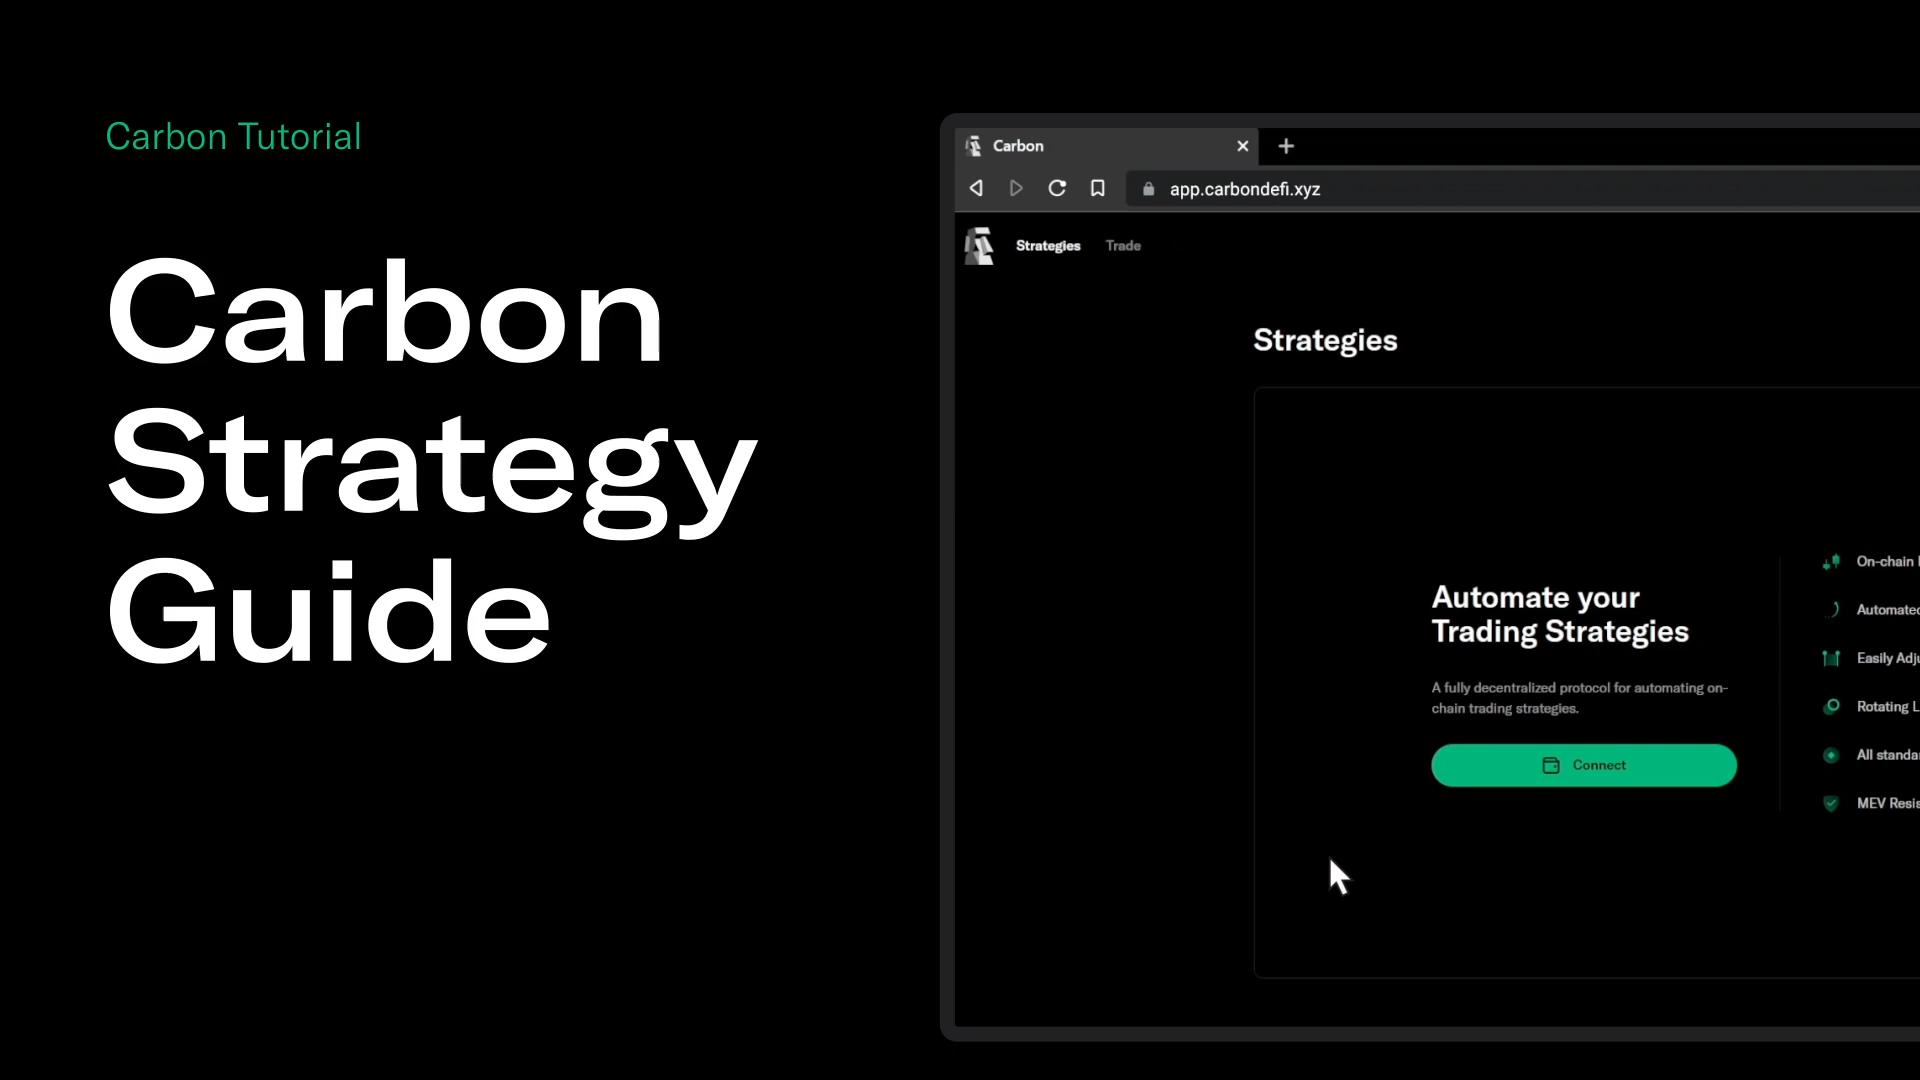 Carbon Tutorial
Carbon
Strategy
Guide
Carbon
app.carbondefi.xyz
Strategies
Trade
Strategies
Automate your
Trading Strategies
A fully decentralized protocol for automating on-
chain trading strategies.
Connect
On-chain
Automated
Easily
Rotating
All
MEV